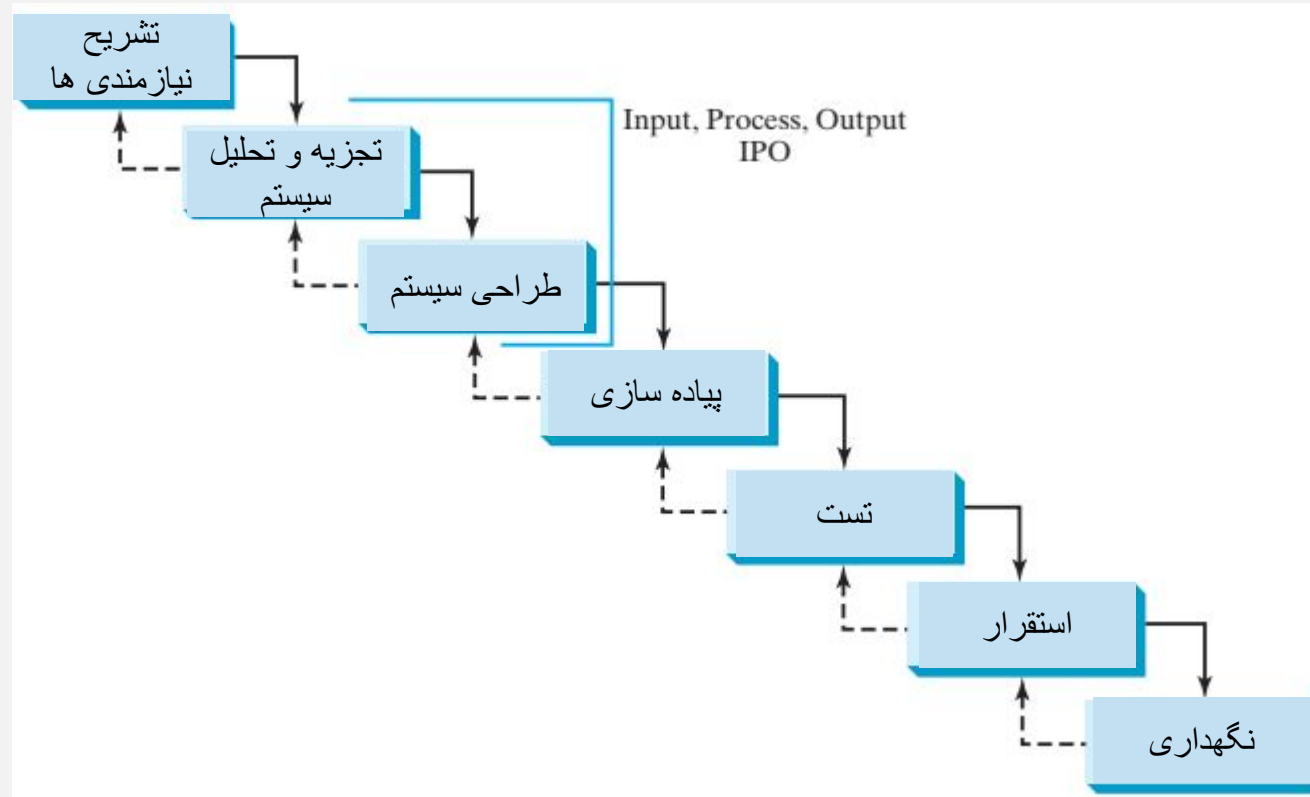 تشریح
نیازمندی ها
Input, Process, Output
IPO
تجزیه و تحلیل
سیستم
طراحی سیستم
پیاده سازی
تست
استقرار
نگهداری